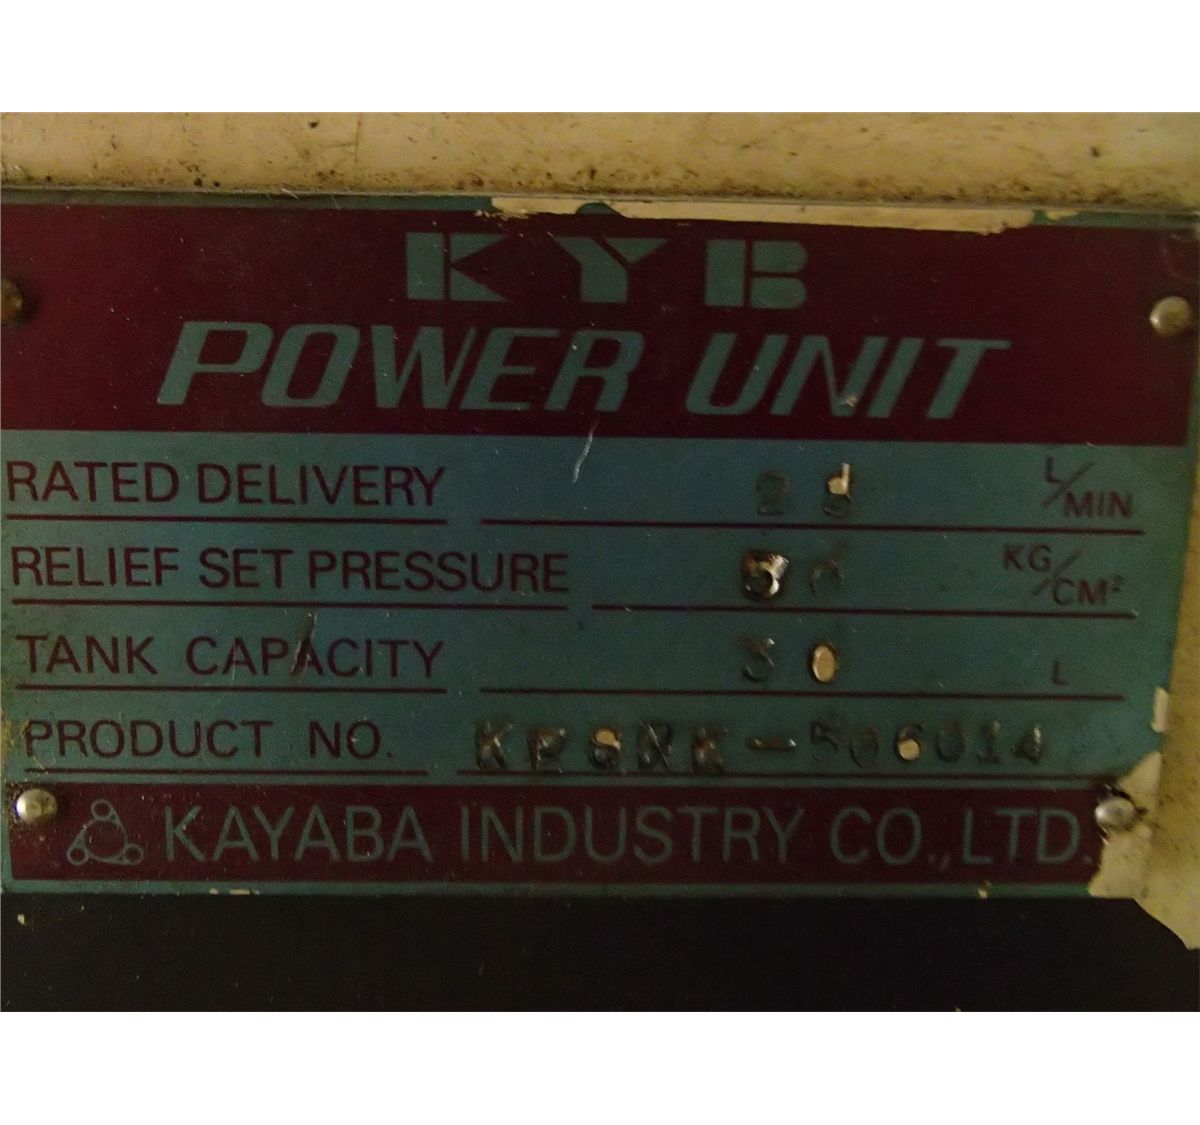 KYB
POWER UNIT
RATED DELIVERY L/MIN
RELIEF SET PRESSURE KG/CM²
TANK CAPACITY 30 L
PRODUCT NO.
KAYABA INDUSTRY CO., LTD.